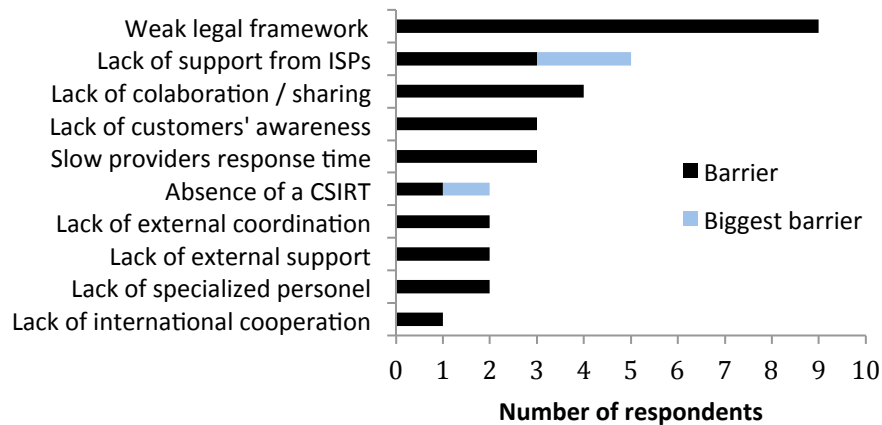 Weak legal framework
Lack of support from ISPs
Lack of colaboration / sharing
Lack of customers' awareness
Slow providers response time
Absence of a CSIRT
Lack of external coordination
Lack of external support
Lack of specialized personel
Lack of international cooperation
Barrier
Biggest barrier
0 1 2 3 4 5 6 7 8 9 10
Number of respondents